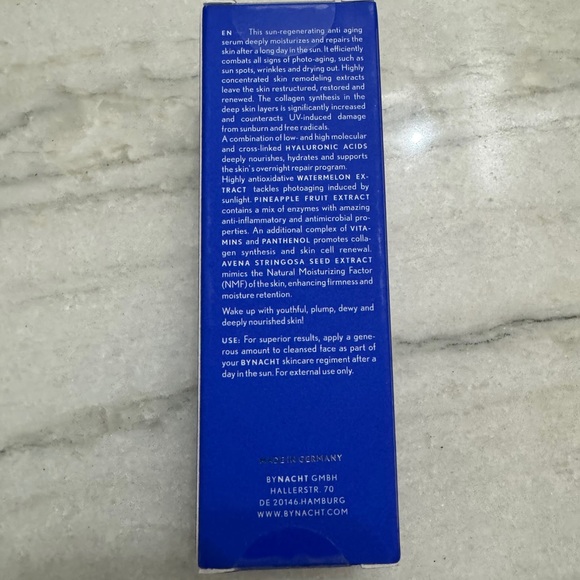 EN This sun-regenerating anti aging
serum deeply moisturizes and repairs the
skin after a long day in the sun. It efficiently
combats all signs of photo-aging, such as
sun spots, wrinkles and drying out. Highly
concentrated skin remodeling extracts
leave the skin restructured, restored and
renewed. The collagen synthesis in the
deep skin layers is significantly increased
and counteracts UV-induced damage
from sunburn and free radicals.
A combination of low- and high molecular
and cross-linked HYALURONIC ACIDS
deeply nourishes, hydrates and supports
the skin's overnight repair program.
Highly antioxidative WATERMELON EX-
TRACT tackles photoaging induced by
sunlight. PINEAPPLE FRUIT EXTRACT
contains a mix of enzymes with amazing
anti-inflammatory and antimicrobial pro-
perties. An additional complex of VITA-
MINS and PANTHENOL promotes colla-
gen synthesis and skin cell renewal.
AVENA STRINGOSA SEED EXTRACT
mimics the Natural Moisturizing Factor
(NMF) of the skin, enhancing firmness and
moisture retention.
Wake up with youthful, plump, dewy and
deeply nourished skin!
USE: For superior results, apply a gene-
rous amount to cleansed face as part of
your BYNACHT skincare regiment after a
day in the sun. For external use only.
MADE IN GERMANY
BYNACHT GMBH
HALLERSTR. 70
DE 20146 HAMBURG
WWW.BYNACHT.COM